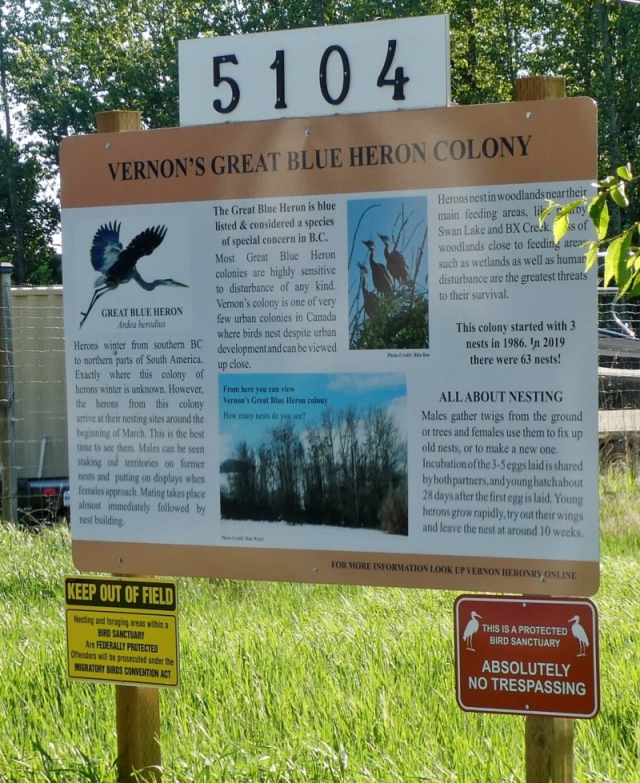 5104
VERNON'S GREAT BLUE HERON COLONY
GREAT BLUE HERON
Ardea herodius
Herons winter from southern BC
to northern parts of South America.
Exactly where this colony of
herons winter is unknown. However,
the herons from this colony
arrive at their nesting sites around the
beginning of March. This is the best
time to see them. Males can be seen
staking out territories on former
nests and putting on displays when
females approach. Mating takes place
almost immediately followed by
nest building.
The Great Blue Heron is blue
listed & considered a species
of special concern in B.C.
Most Great Blue Heron
colonies are highly sensitive
to disturbance of any kind.
Vernon's colony is one of very
few urban colonies in Canada
where birds nest despite urban
development and can be viewed
up close.
From here you can view
Vernon's Great Blue Heron colony
How many nests do you see?
Photo Credit:
Photo Credit:
Herons nest in woodlands near their
main feeding areas, like nearby
Swan Lake and BX Creek. Loss of
woodlands close to feeding areas
such as wetlands as well as human
disturbance are the greatest threats
to their survival.
This colony started with 3
nests in 1986. In 2019
there were 63 nests!
ALL ABOUT NESTING
Males gather twigs from the ground
or trees and females use them to fix up
old nests, or to make a new one.
Incubation of the 3-5 eggs laid is shared
by both partners, and young hatch about
28 days after the first egg is laid. Young
herons grow rapidly, try out their wings
and leave the nest at around 10 weeks.
FOR MORE INFORMATION LOOK UP VERNON HERONRY ONLINE
KEEP OUT OF FIELD
Nesting and foraging areas within a
BIRD SANCTUARY
Are FEDERALLY PROTECTED
Offenders will be prosecuted under the
MIGRATORY BIRDS CONVENTION ACT
THIS IS A PROTECTED
BIRD SANCTUARY
ABSOLUTELY
NO TRESPASSING